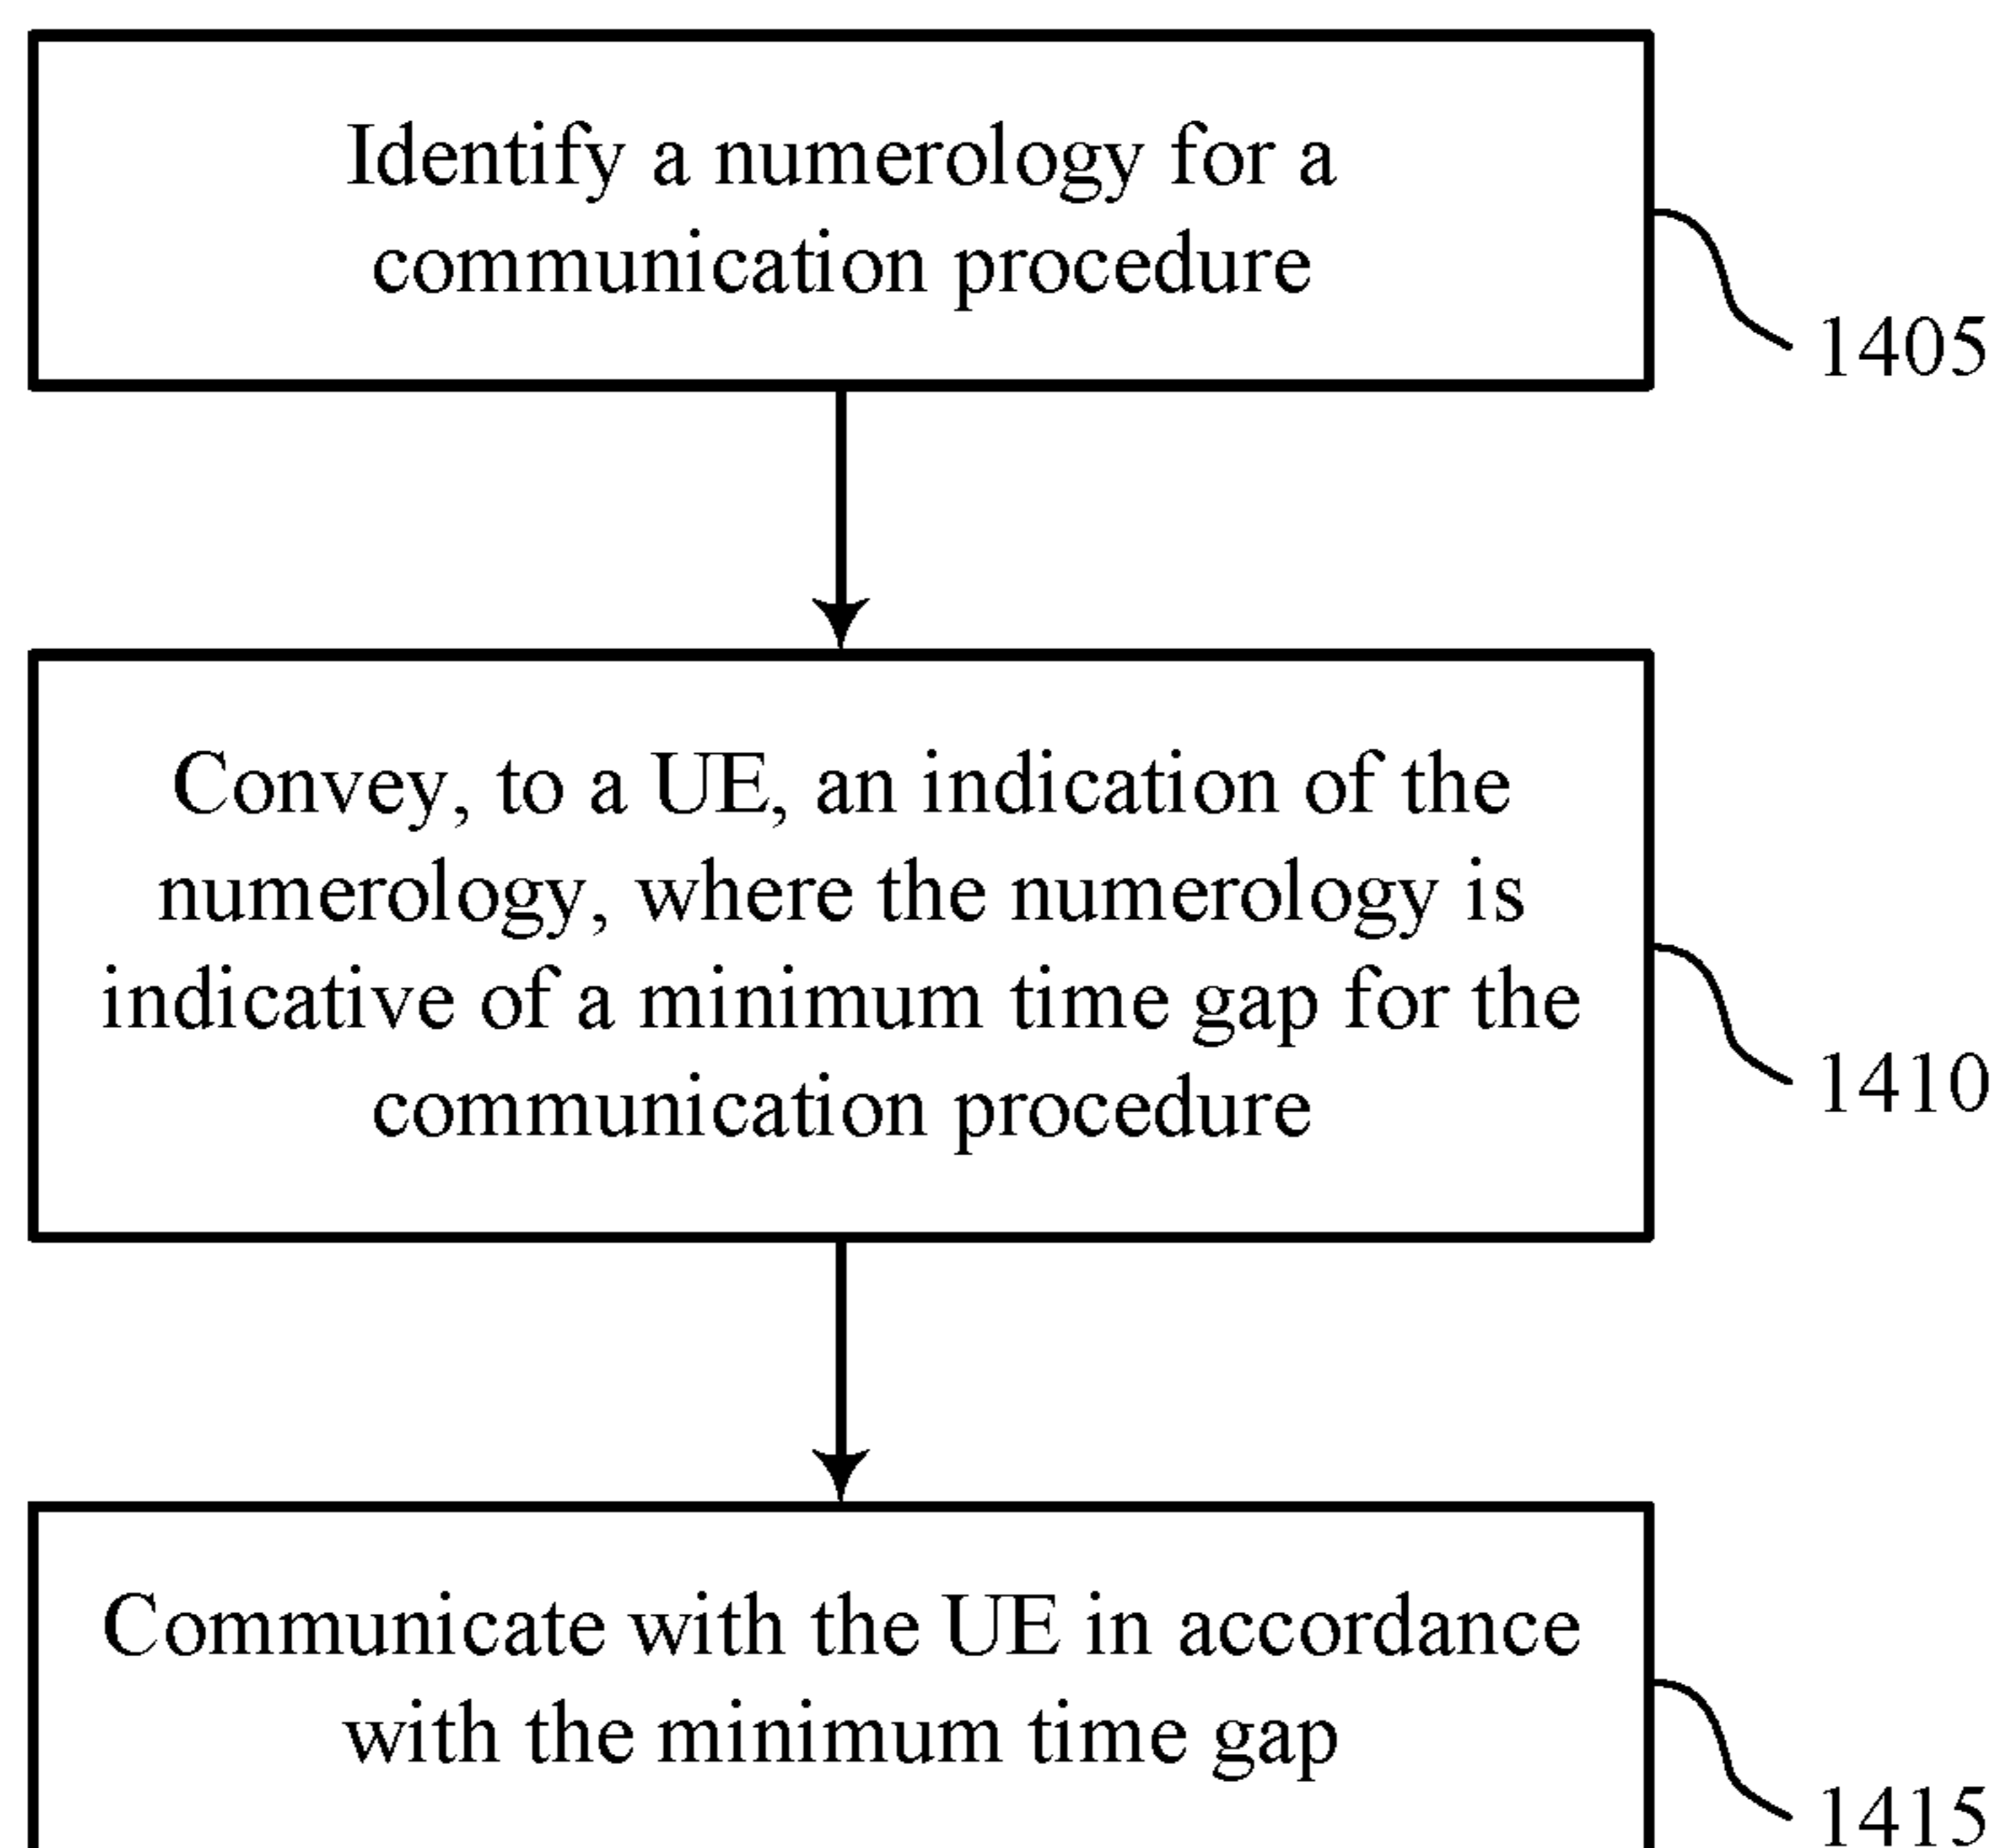 Identify a numerology for a
communication procedure
1405
Convey, to a UE, an indication of the
numerology, where the numerology is
indicative of a minimum time gap for the
communication procedure
1410
Communicate with the UE in accordance
with the minimum time gap
1415